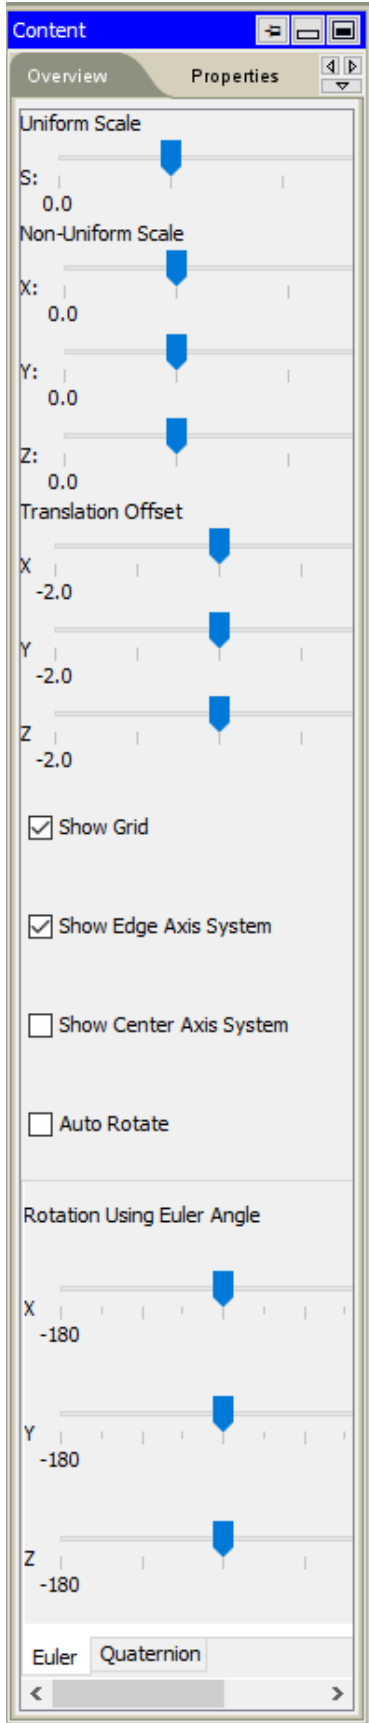 Content
Overview Properties
Uniform Scale
S:
0.0
Non-Uniform Scale
X:
0.0
Y:
0.0
Z:
0.0
Translation Offset
X
-2.0
Y
-2.0
Z
-2.0
Show Grid
Show Edge Axis System
Show Center Axis System
Auto Rotate
Rotation Using Euler Angle
X
-180
Y
-180
Z
-180
Euler Quaternion